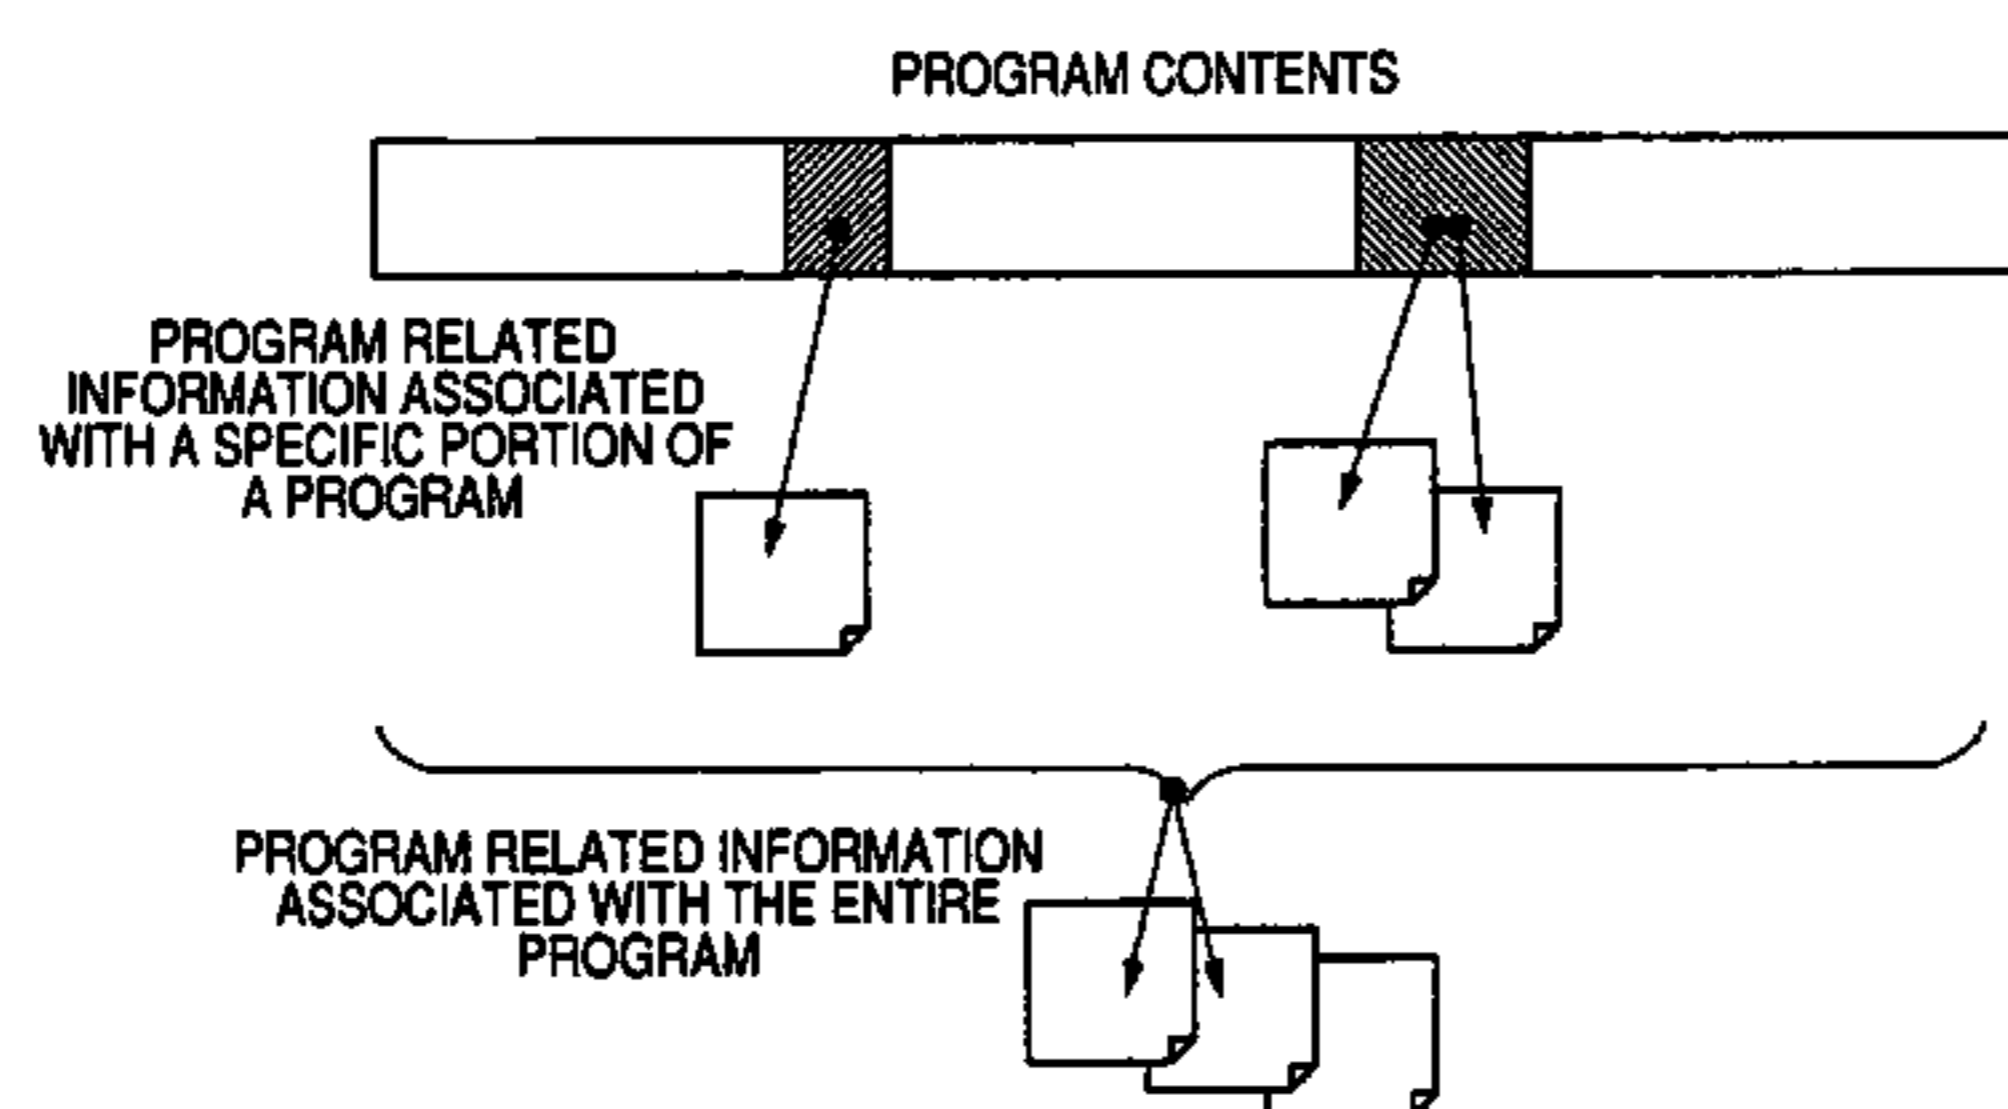 PROGRAM CONTENTS
PROGRAM RELATED
INFORMATION ASSOCIATED
WITH A SPECIFIC PORTION OF
A PROGRAM
PROGRAM RELATED INFORMATION
ASSOCIATED WITH THE ENTIRE
PROGRAM